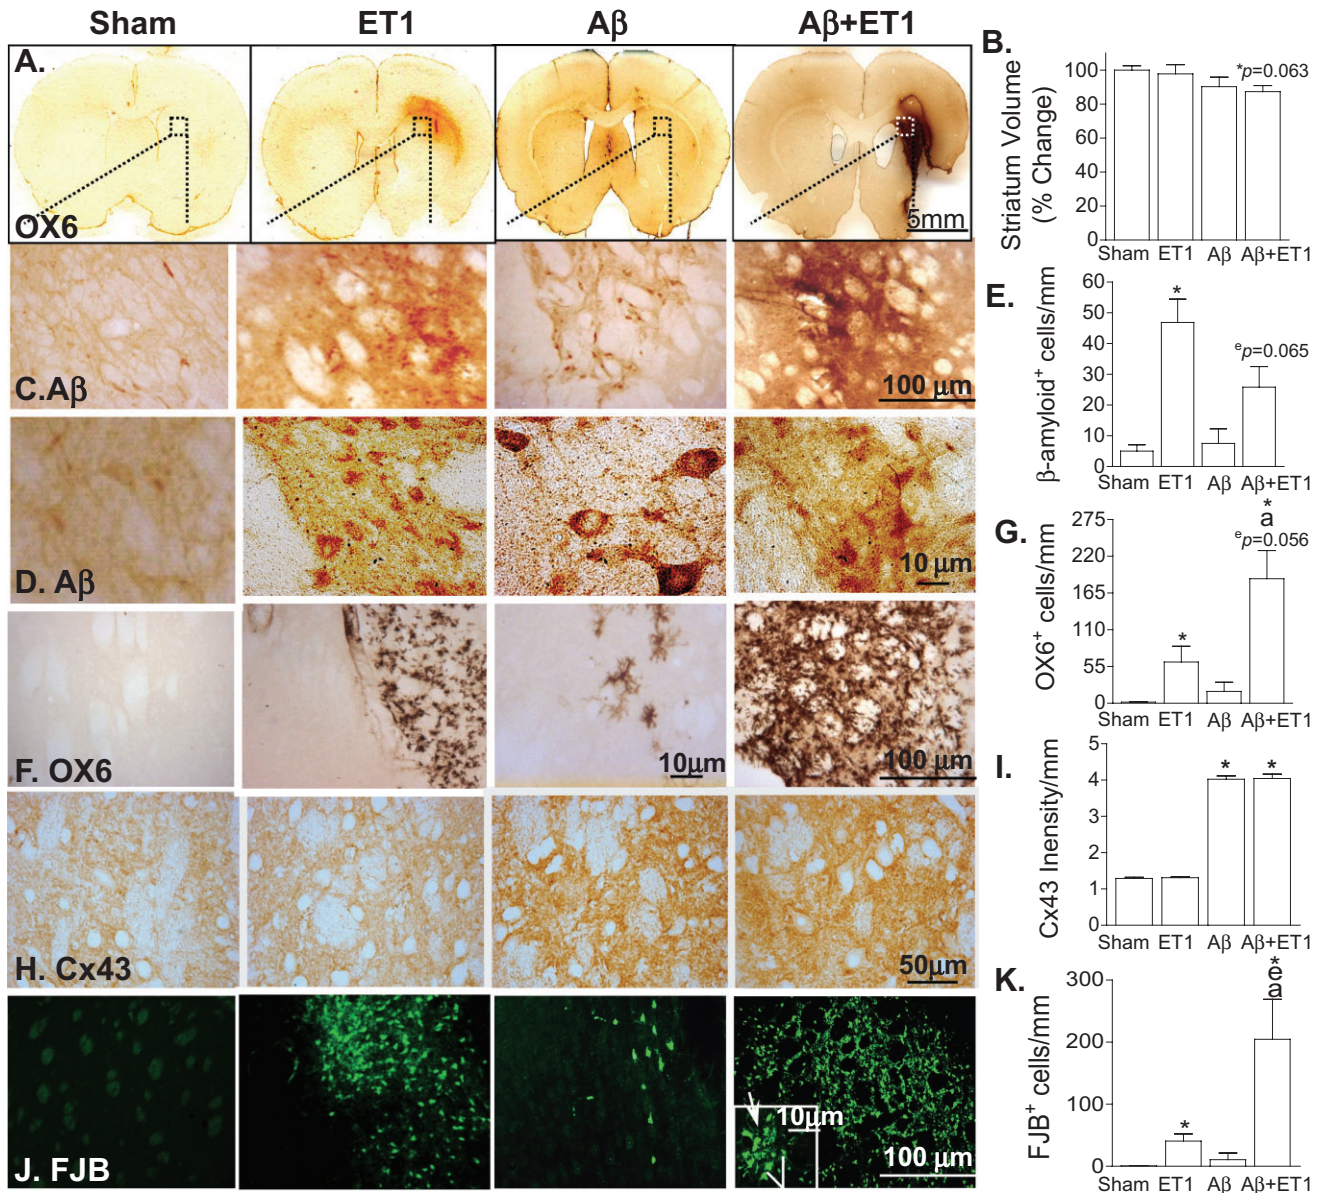 Sham ET1 Aβ Aβ+ET1
A.
OX6
5mm
B.
Striatum Volume
(% Change)
100
80
60
40
20
0
*p=0.063
Sham ET1 Aβ Aβ+ET1
C.Aβ
100 µm
D. Aβ
10 µm
E.
β-amyloid+ cells/mm
60
50
40
30
20
10
0
*
ep=0.065
Sham ET1 Aβ Aβ+ET1
F. OX6
10µm
100 µm
G.
OX6+ cells/mm
275
220
165
110
55
0
*
*
a
ep=0.056
Sham ET1 Aβ Aβ+ET1
H. Cx43
50µm
I.
Cx43 Inensity/mm
5
4
3
2
1
0
* *
Sham ET1 Aβ Aβ+ET1
J. FJB
10µm
100 µm
K.
FJB+ cells/mm
300
200
100
0
*
*
e
a
Sham ET1 Aβ Aβ+ET1